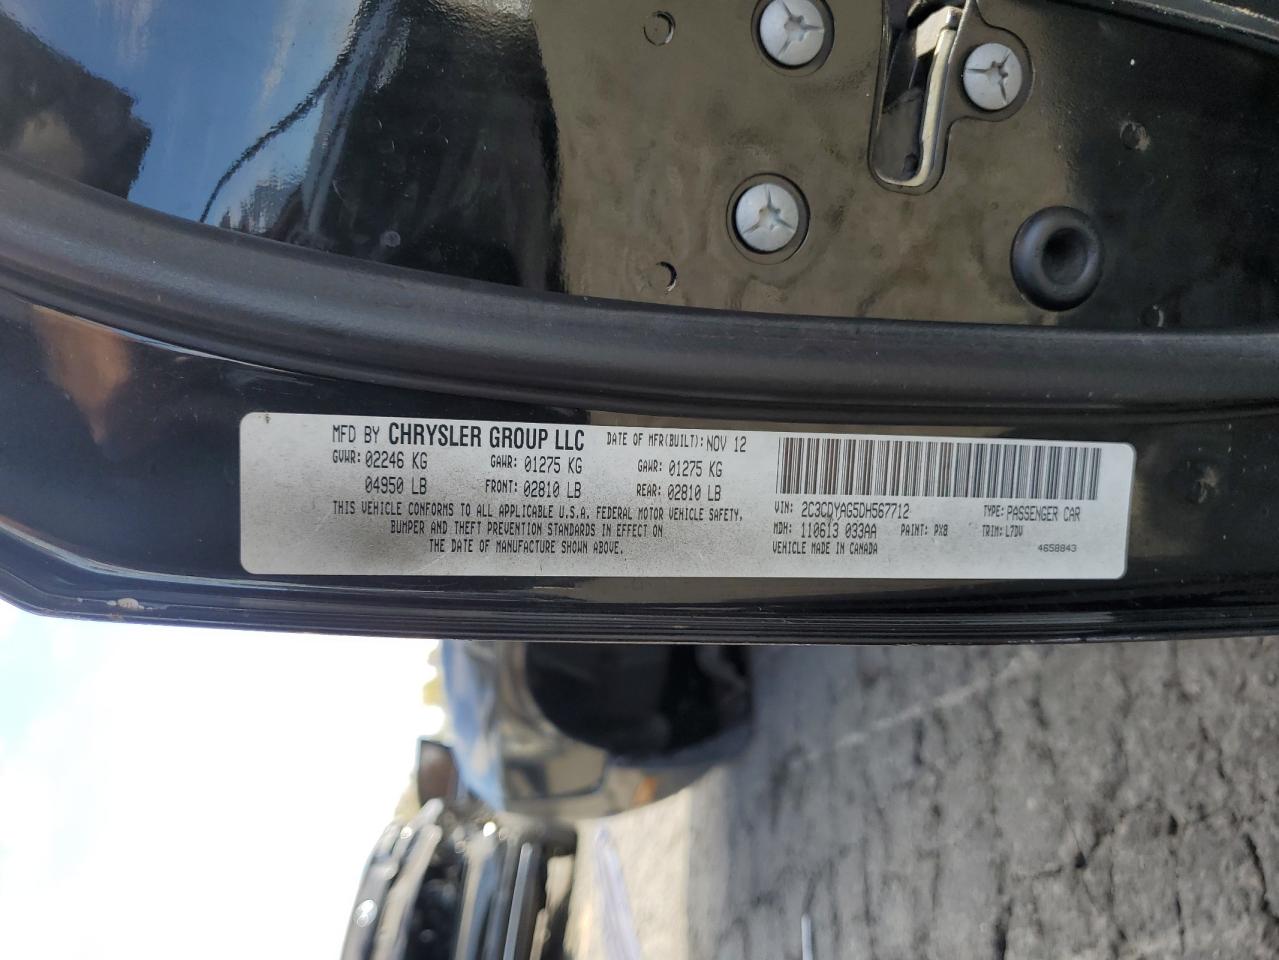 MFD BY CHRYSLER GROUP LLC DATE OF MFR(BUILT): NOV 12
GVWR: 02246 KG GAWR: 01275 KG GAWR: 01275 KG
04950 LB FRONT: 02810 LB REAR: 02810 LB
THIS VEHICLE CONFORMS TO ALL APPLICABLE U.S.A. FEDERAL MOTOR VEHICLE SAFETY,
BUMPER AND THEFT PREVENTION STANDARDS IN EFFECT ON
THE DATE OF MANUFACTURE SHOWN ABOVE.
VIN: 2C3CDYAG5DH567712 TYPE: PASSENGER CAR
MDH: 110613 033AA PAINT: PX8 TRIM: L7DV
VEHICLE MADE IN CANADA 4658843